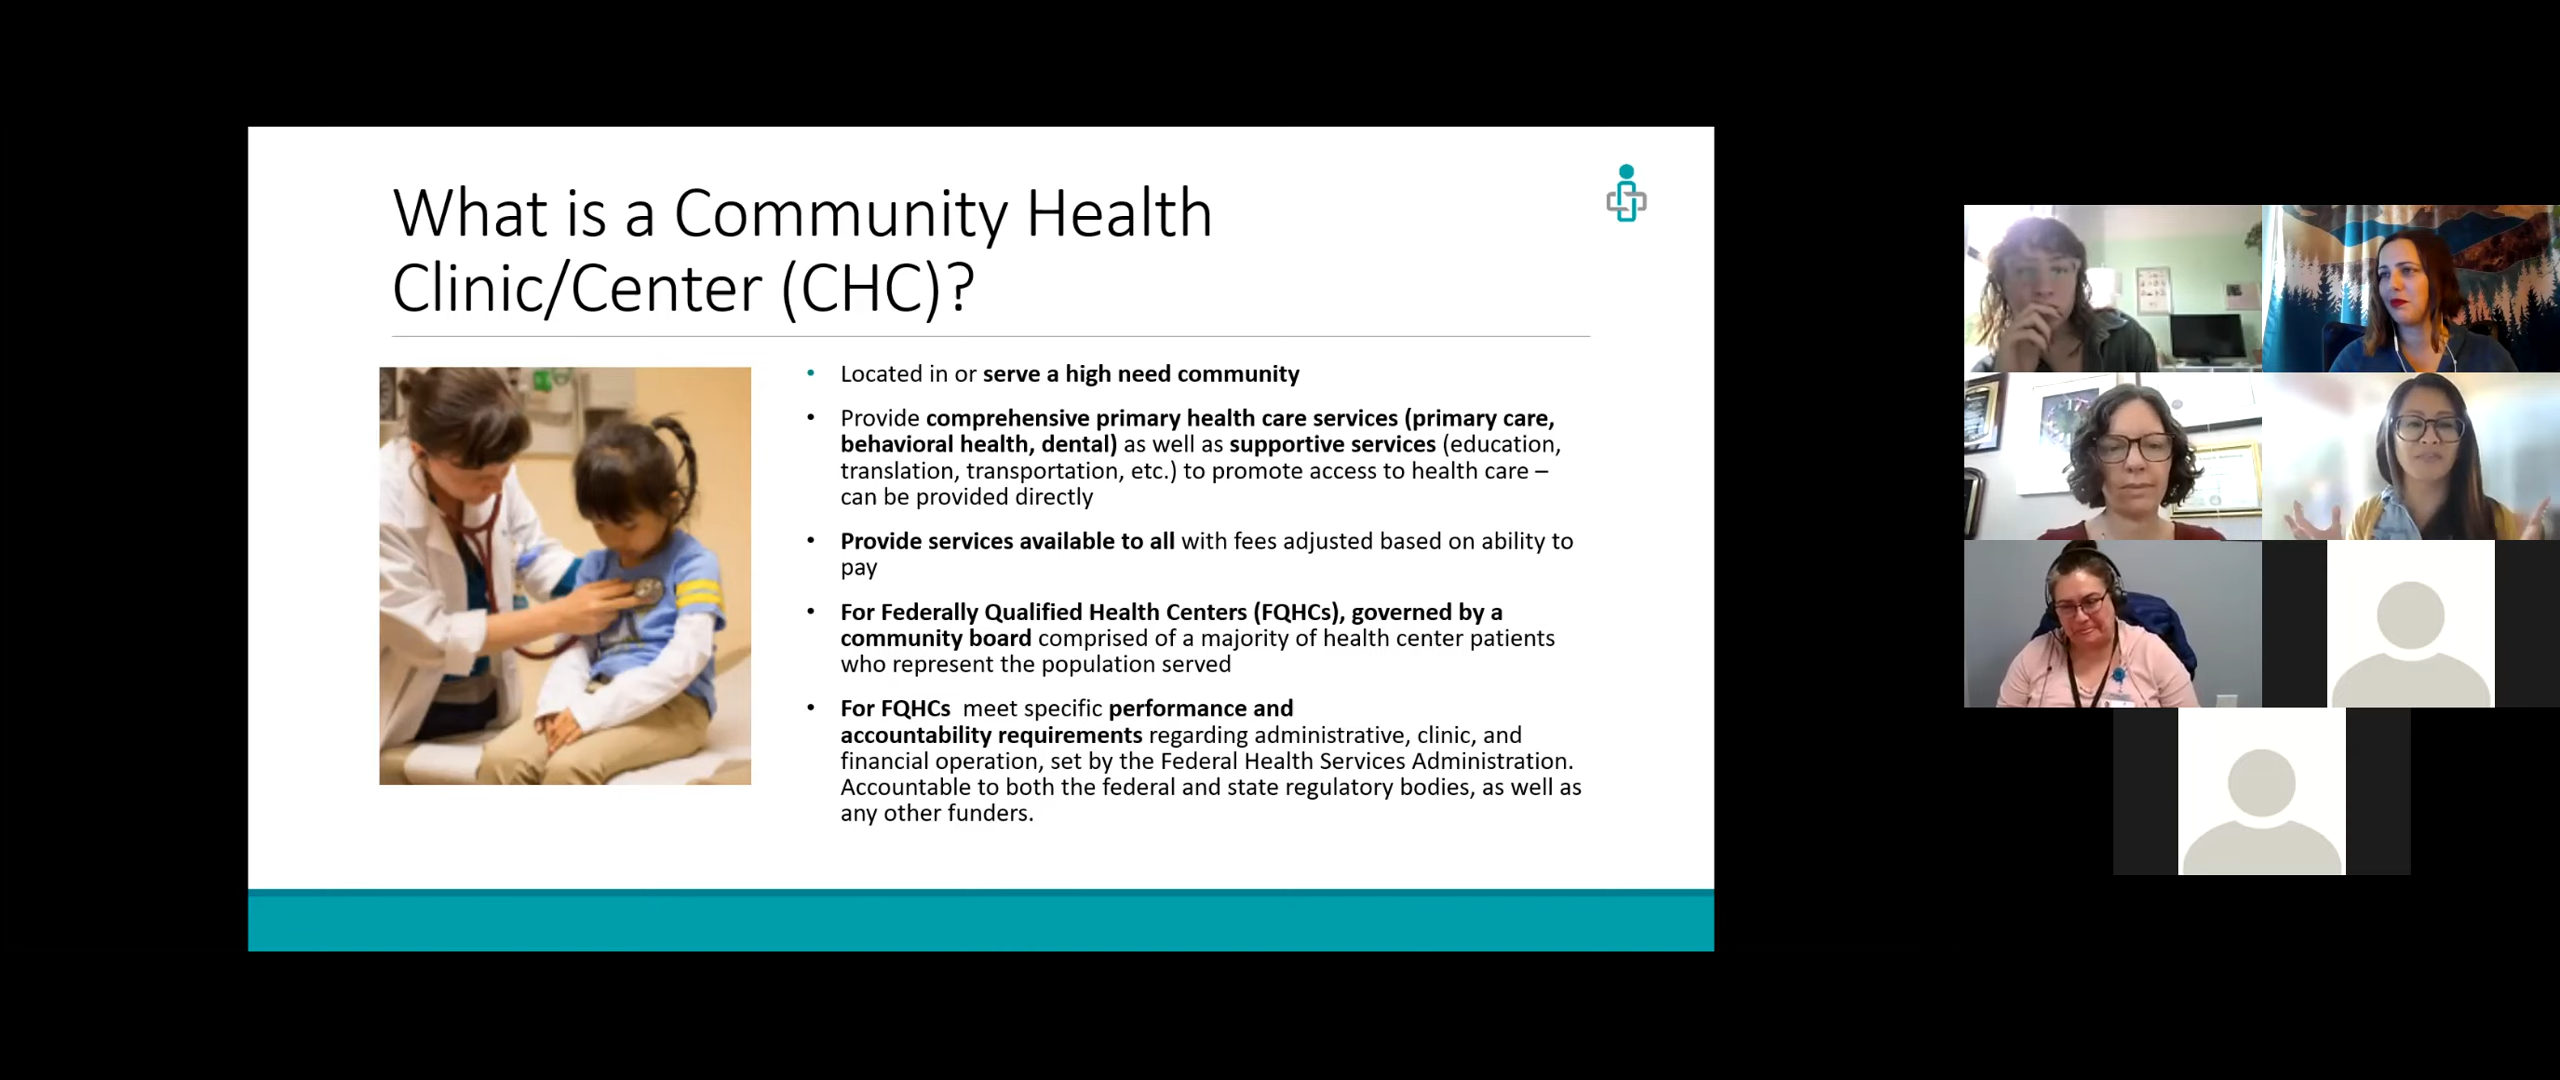 What is a Community Health
Clinic/Center (CHC)?
• Located in or serve a high need community
• Provide comprehensive primary health care services (primary care,
behavioral health, dental) as well as supportive services (education,
translation, transportation, etc.) to promote access to health care –
can be provided directly
• Provide services available to all with fees adjusted based on ability to
pay
• For Federally Qualified Health Centers (FQHCs), governed by a
community board comprised of a majority of health center patients
who represent the population served
• For FQHCs  meet specific performance and
accountability requirements regarding administrative, clinic, and
financial operation, set by the Federal Health Services Administration.
Accountable to both the federal and state regulatory bodies, as well as
any other funders.